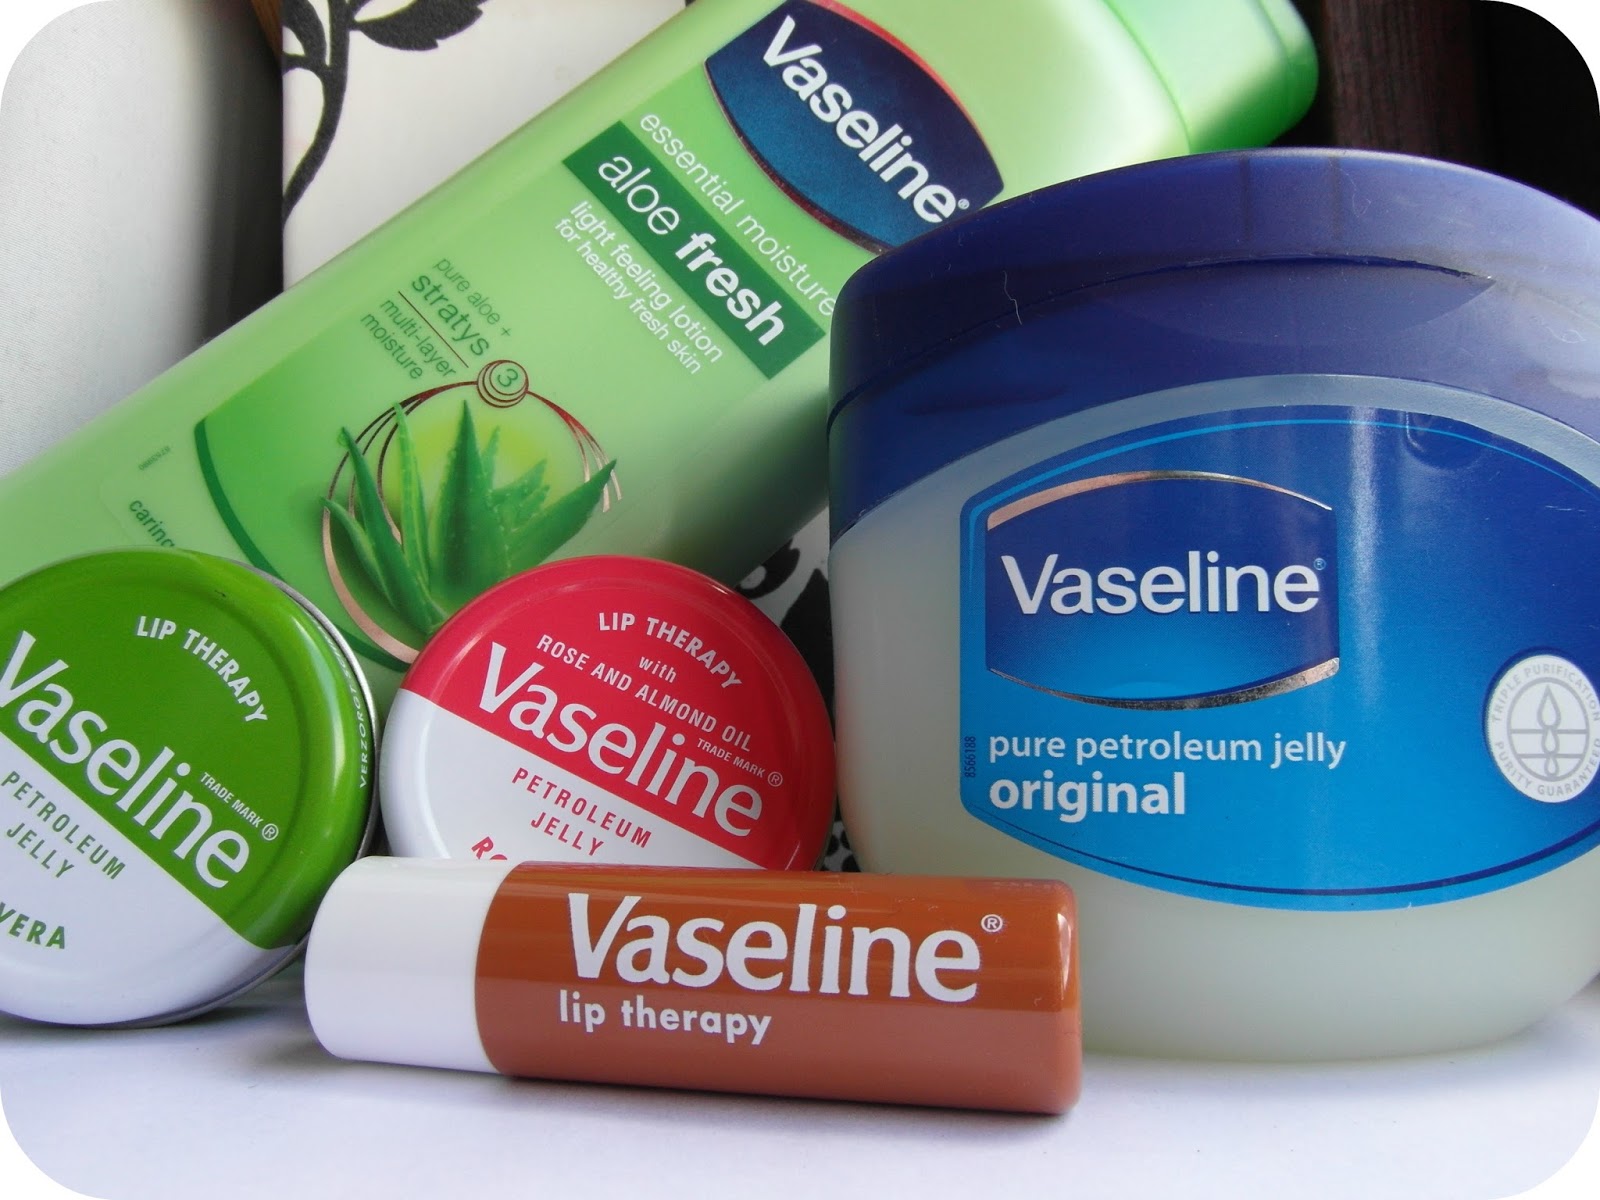 Vaseline®
essential moisture
aloe fresh
light feeling lotion
for healthy fresh skin
pure aloe +
stratys
multi-layer
moisture
3
caring
LIP THERAPY
Vaseline
TRADE MARK ®
PETROLEUM
JELLY
VERA
LIP THERAPY
with
ROSE AND ALMOND OIL
Vaseline
TRADE MARK ®
PETROLEUM
JELLY
Vaseline®
lip therapy
Vaseline®
pure petroleum jelly
original
8566188
TRIPLE PURIFICATION
PURITY GUARANTEED